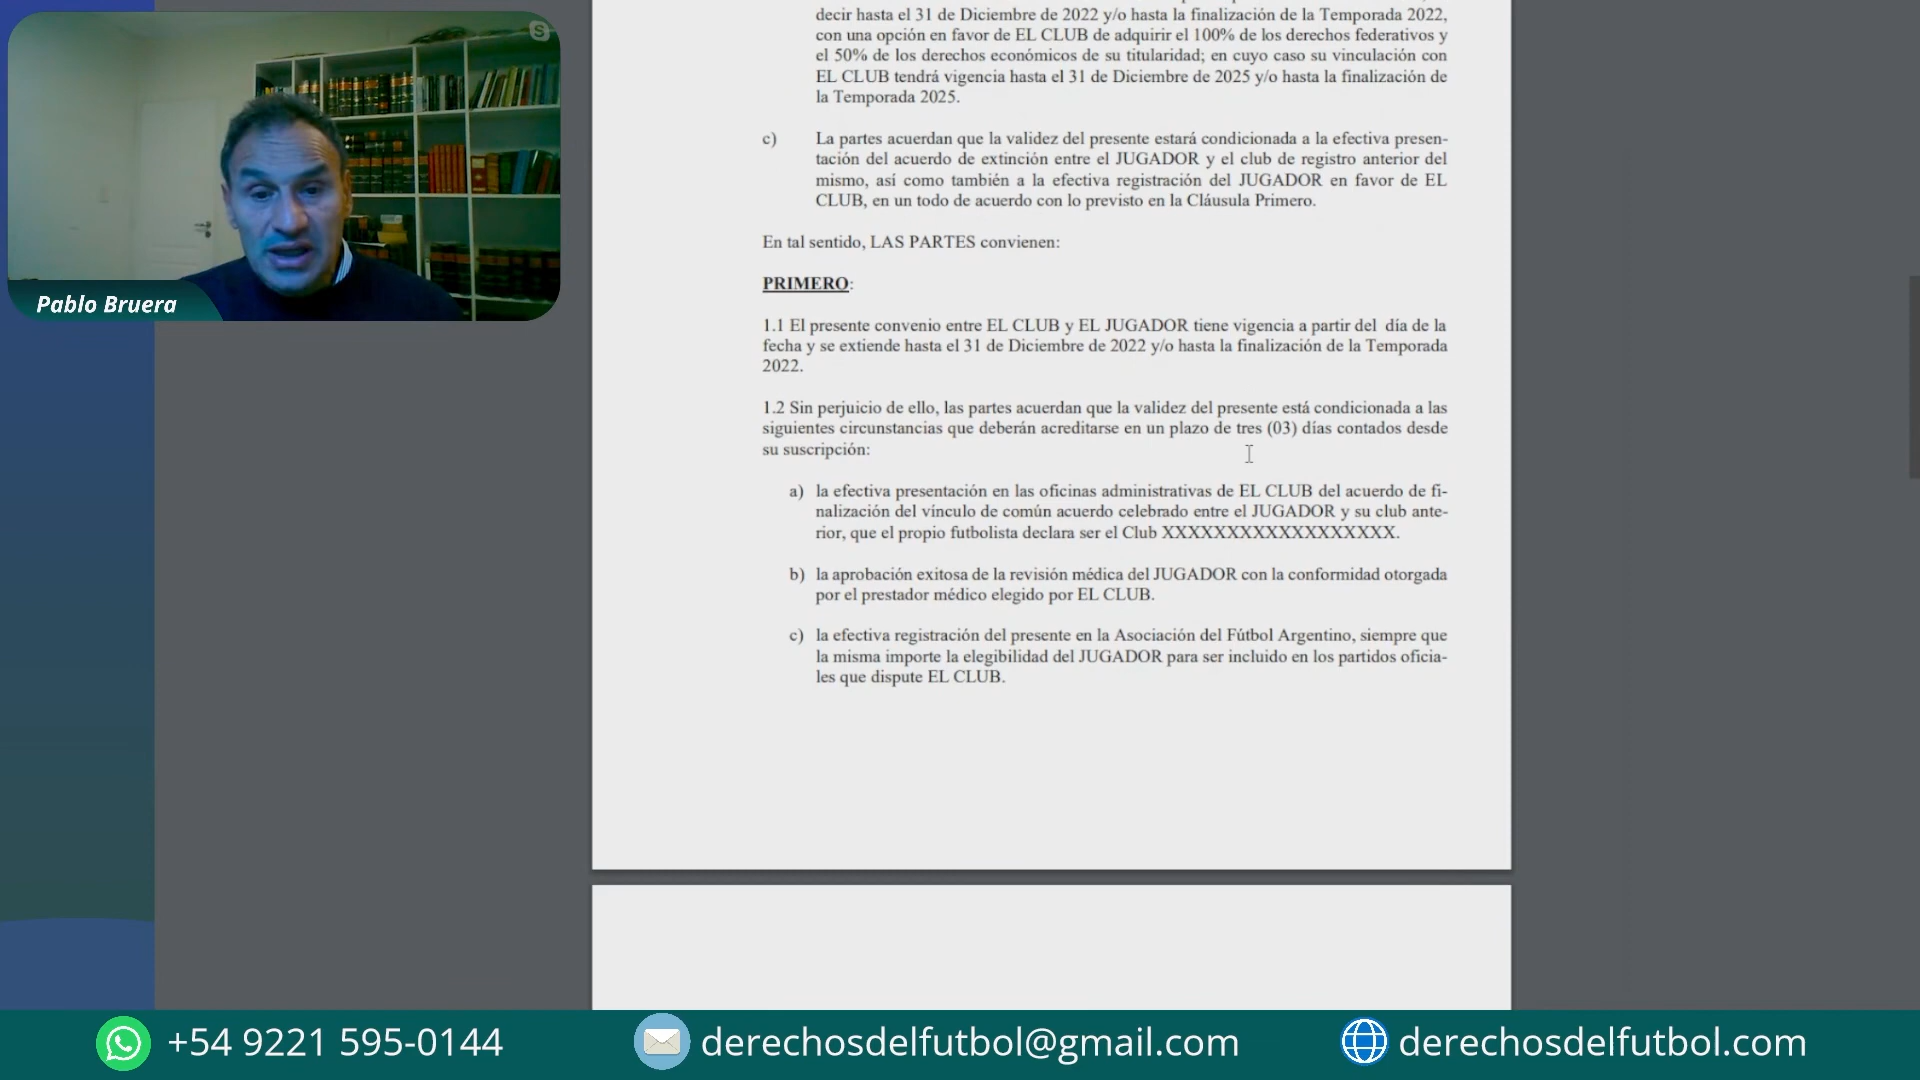 decir hasta el 31 de Diciembre de 2022 y/o hasta la finalización de la Temporada 2022,
con una opción en favor de EL CLUB de adquirir el 100% de los derechos federativos y
el 50% de los derechos económicos de su titularidad; en cuyo caso su vinculación con
EL CLUB tendrá vigencia hasta el 31 de Diciembre de 2025 y/o hasta la finalización de
la Temporada 2025.
c) La partes acuerdan que la validez del presente estará condicionada a la efectiva presen-
tación del acuerdo de extinción entre el JUGADOR y el club de registro anterior del
mismo, así como también a la efectiva registración del JUGADOR en favor de EL
CLUB, en un todo de acuerdo con lo previsto en la Cláusula Primero.
En tal sentido, LAS PARTES convienen:
PRIMERO:
1.1 El presente convenio entre EL CLUB y EL JUGADOR tiene vigencia a partir del día de la
fecha y se extiende hasta el 31 de Diciembre de 2022 y/o hasta la finalización de la Temporada
2022.
1.2 Sin perjuicio de ello, las partes acuerdan que la validez del presente está condicionada a las
siguientes circunstancias que deberán acreditarse en un plazo de tres (03) días contados desde
su suscripción:
a) la efectiva presentación en las oficinas administrativas de EL CLUB del acuerdo de fi-
nalización del vínculo de común acuerdo celebrado entre el JUGADOR y su club ante-
rior, que el propio futbolista declara ser el Club XXXXXXXXXXXXXXXXXX.
b) la aprobación exitosa de la revisión médica del JUGADOR con la conformidad otorgada
por el prestador médico elegido por EL CLUB.
c) la efectiva registración del presente en la Asociación del Fútbol Argentino, siempre que
la misma importe la elegibilidad del JUGADOR para ser incluido en los partidos oficia-
les que dispute EL CLUB.
Pablo Bruera
+54 9221 595-0144
derechosdelfutbol@gmail.com
derechosdelfutbol.com